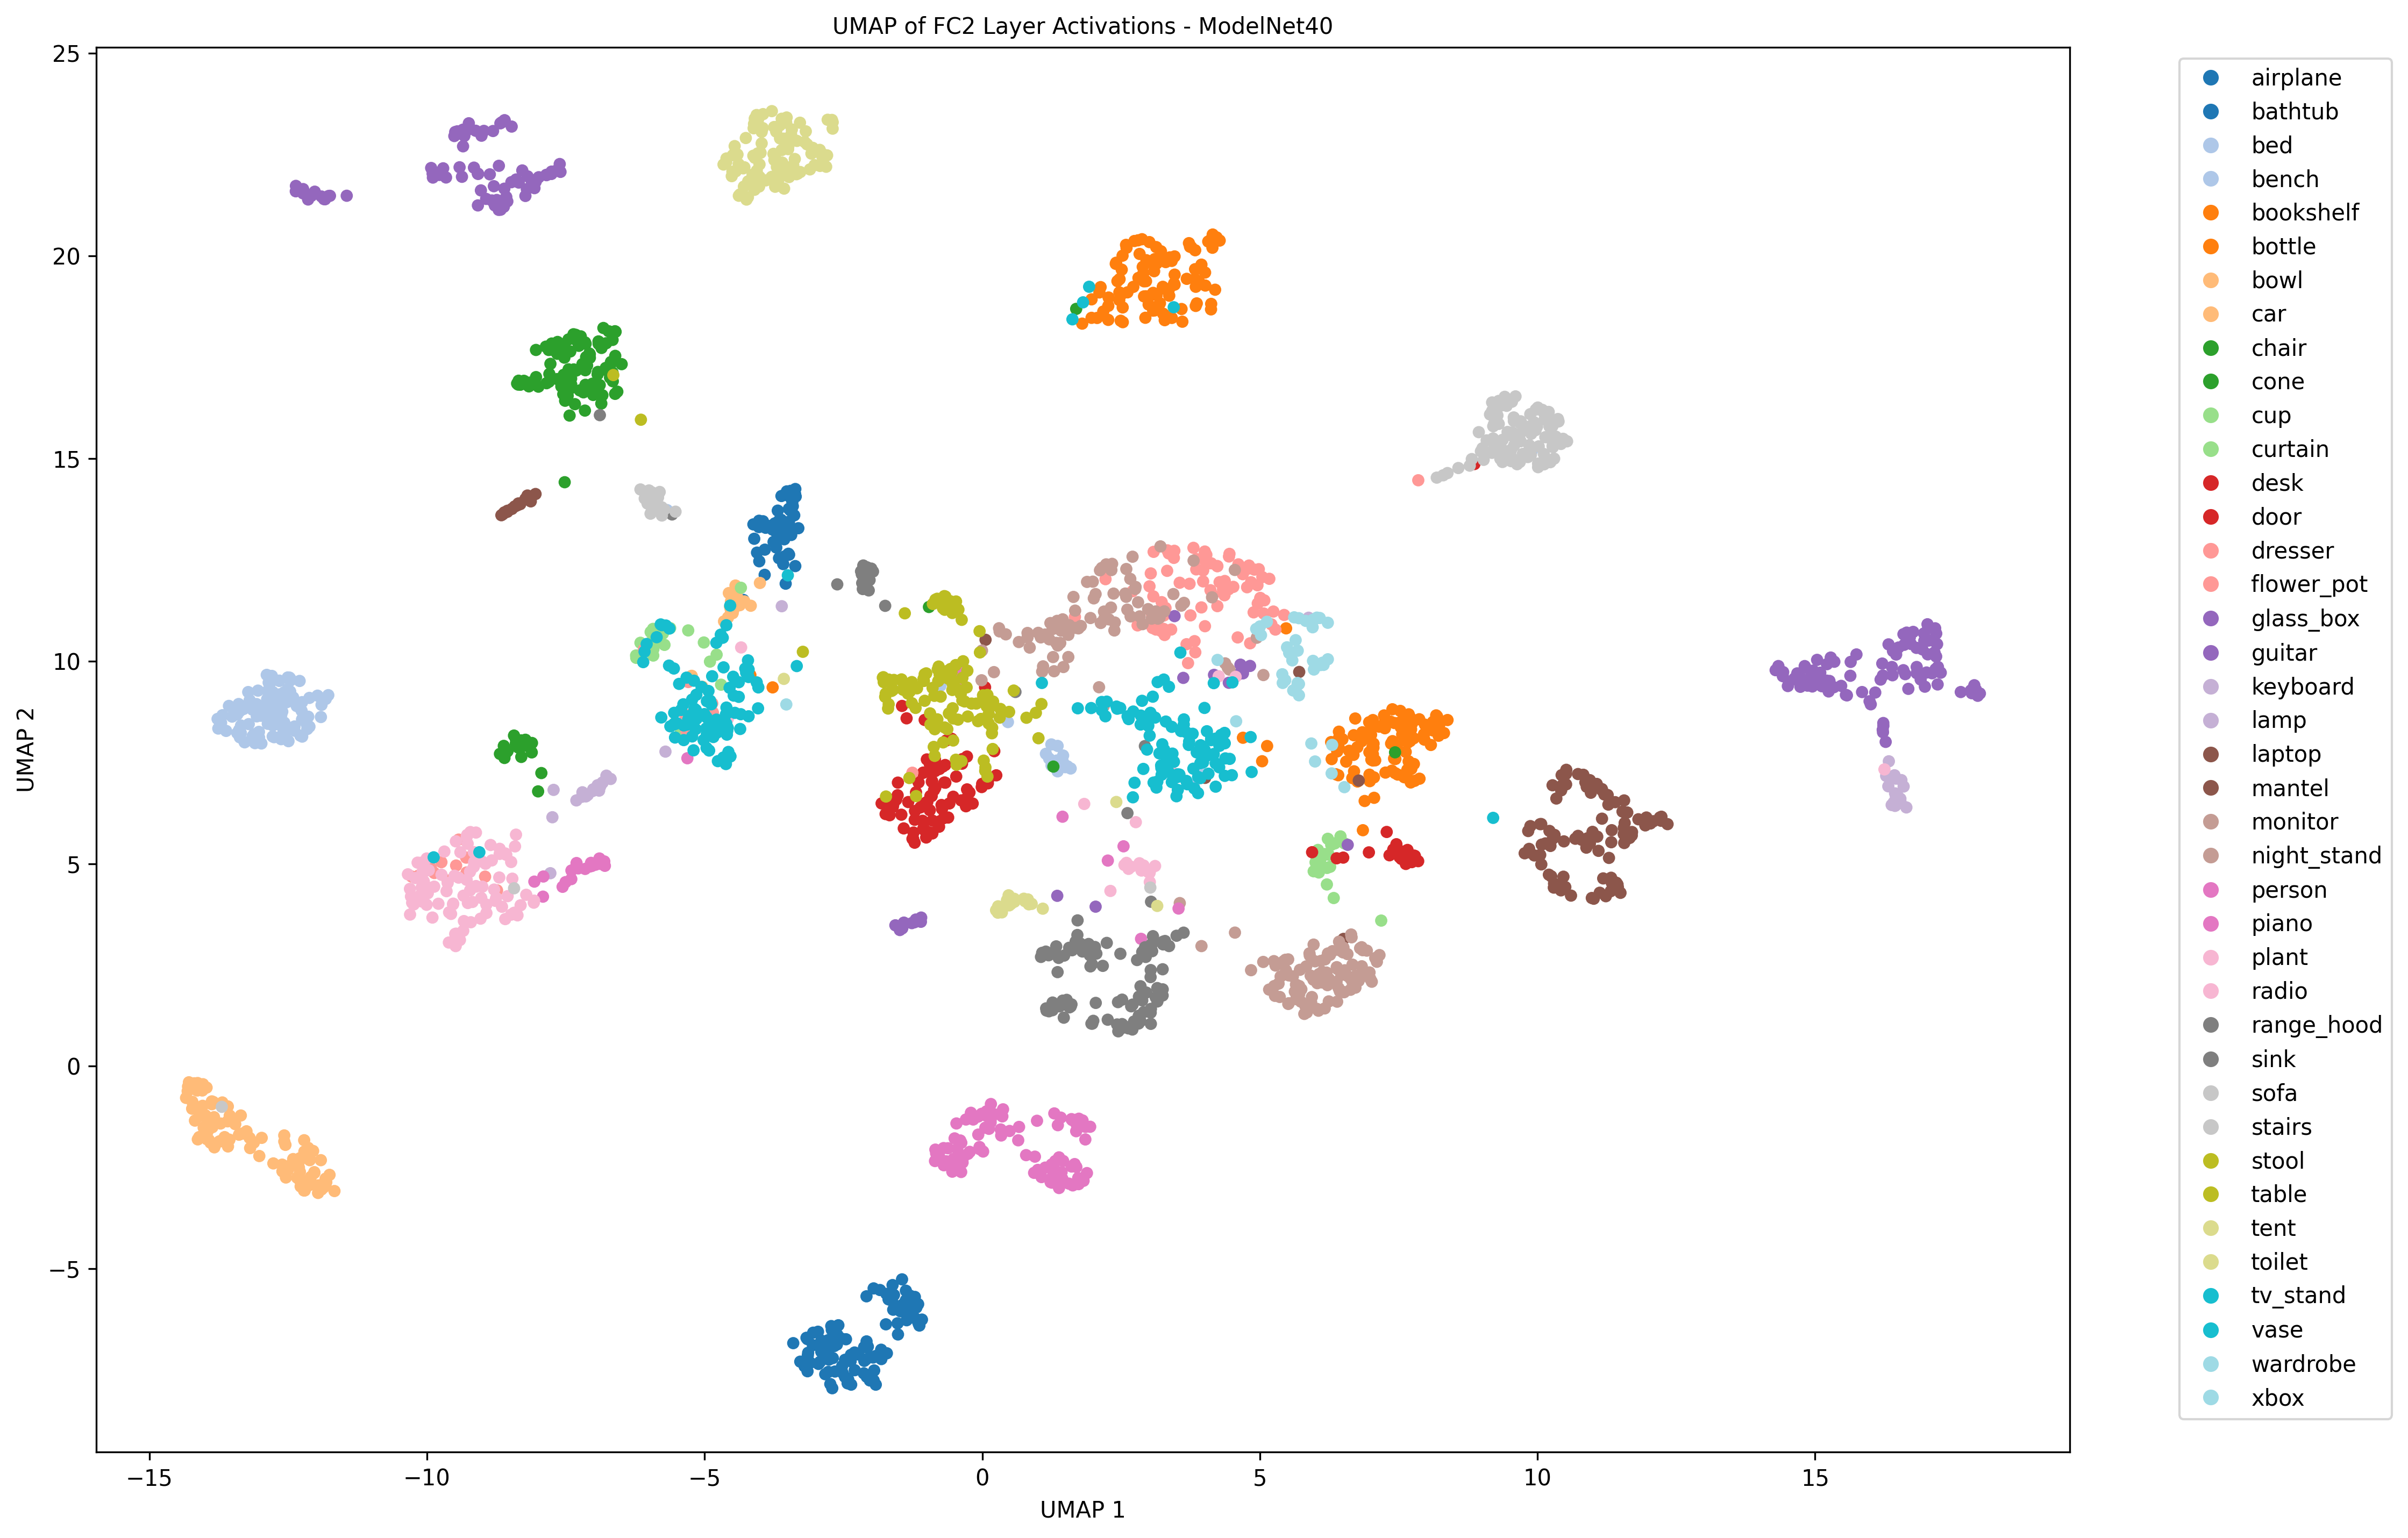 UMAP of FC2 Layer Activations - ModelNet40
25
20
15
10
5
0
−5
UMAP 2
−15
−10
−5
0
5
10
15
UMAP 1
airplane
bathtub
bed
bench
bookshelf
bottle
bowl
car
chair
cone
cup
curtain
desk
door
dresser
flower_pot
glass_box
guitar
keyboard
lamp
laptop
mantel
monitor
night_stand
person
piano
plant
radio
range_hood
sink
sofa
stairs
stool
table
tent
toilet
tv_stand
vase
wardrobe
xbox